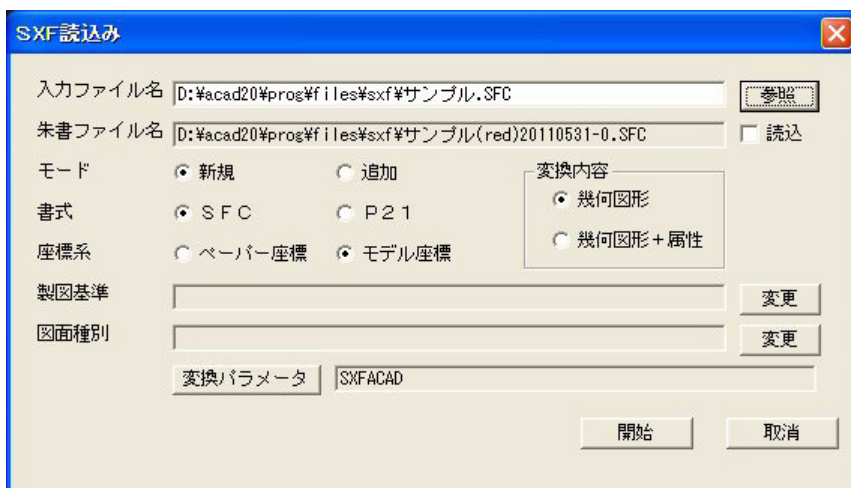 SXF読込み
入力ファイル名 D:¥acad20¥prog¥files¥sxf¥サンプル.SFC 参照
朱書ファイル名 D:¥acad20¥prog¥files¥sxf¥サンプル(red)20110531-0.SFC 読込
モード 新規 追加 変換内容
幾何図形
書式 SFC P21
幾何図形+属性
座標系 ペーパー座標 モデル座標
製図基準 変更
図面種別 変更
変換パラメータ SXFACAD
開始 取消